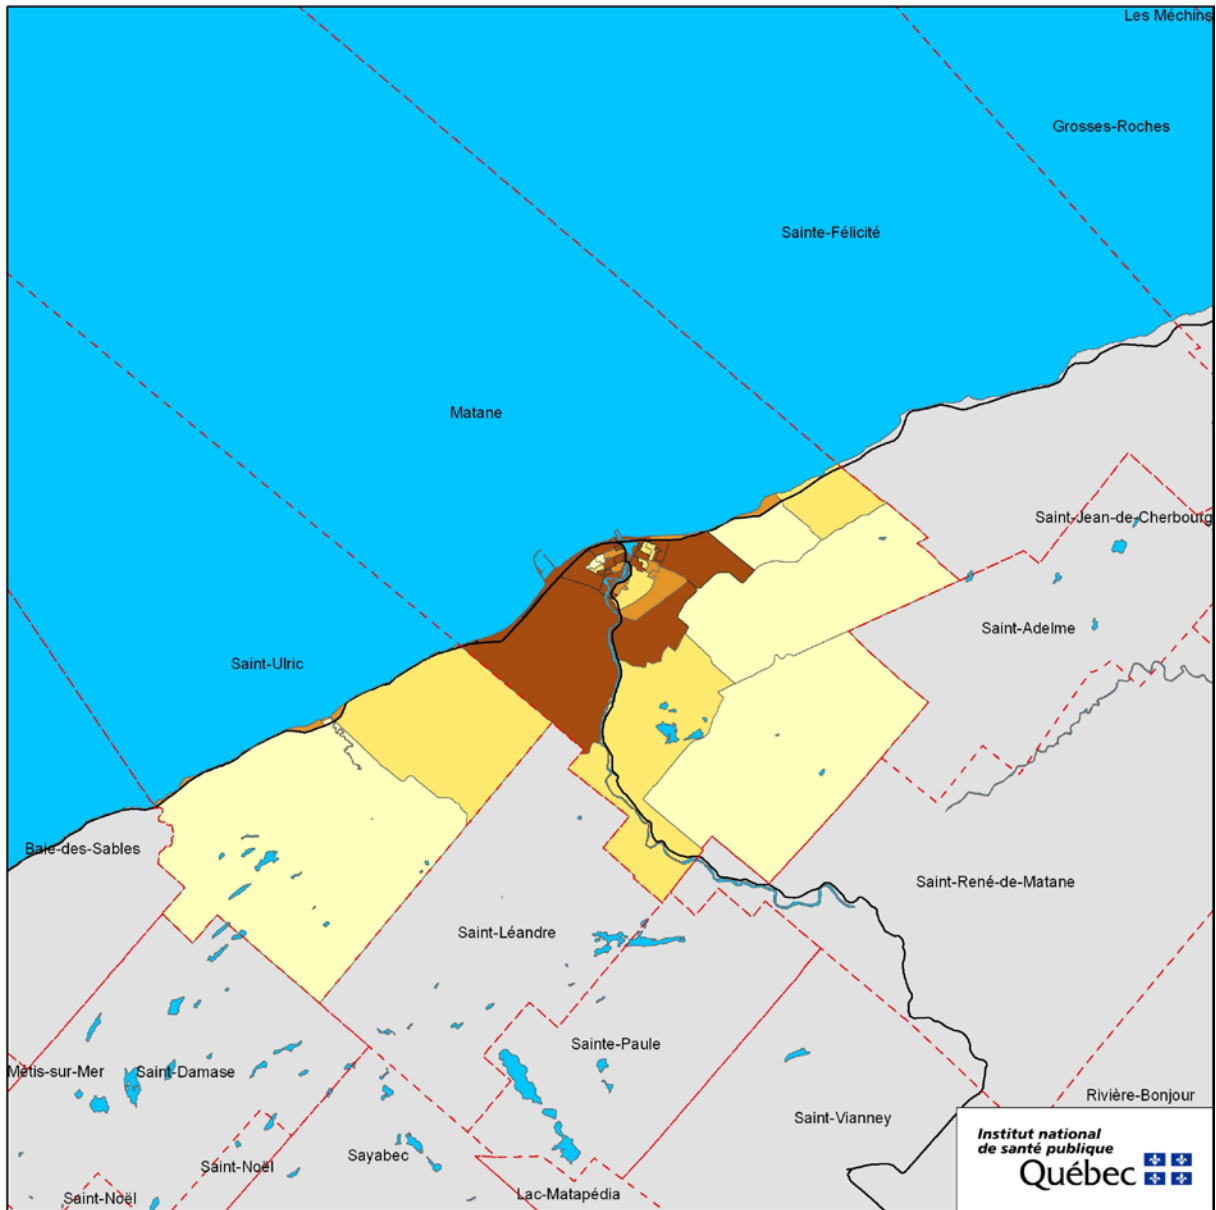 Les Méchins
Grosses-Roches
Sainte-Félicité
Matane
Saint-Jean-de-Cherbourg
Saint-Adelme
Saint-Ulric
Baie-des-Sables
Saint-René-de-Matane
Saint-Léandre
Sainte-Paule
Métis-sur-Mer
Saint-Damase
Rivière-Bonjour
Saint-Vianney
Sayabec
Saint-Noël
Lac-Matapédia
Saint-Noël
Institut national
de santé publique
Québec